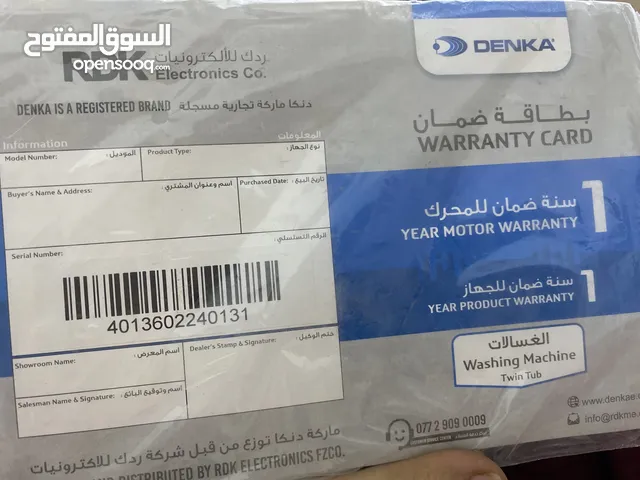 السوق المفتوح
opensooq.com
RDK
ردك للألكترونيات
Electronics Co.
DENKA
DENKA IS A REGISTERED BRAND دنكا ماركة تجارية مسجلة
بطاقة ضمان
WARRANTY CARD
Information المعلومات
Model Number: الموديل:
Product Type: نوع الجهاز:
Buyer's Name & Address: اسم وعنوان المشتري:
Purchased Date: تاريخ البيع:
Serial Number: الرقم التسلسلي:
4013602240131
Showroom Name: اسم المعرض:
Dealer's Stamp & Signature: ختم الوكيل:
Salesman Name & Signature: اسم وتوقيع البائع:
1 سنة ضمان للمحرك
YEAR MOTOR WARRANTY
1 سنة ضمان للجهاز
YEAR PRODUCT WARRANTY
الغسالات
Washing Machine
Twin Tub
077 2 909 0009
www.denkae
info@rdkme
ماركة دنكا توزع من قبل شركة ردك للالكترونيات
DISTRIBUTED BY RDK ELECTRONICS FZCO.